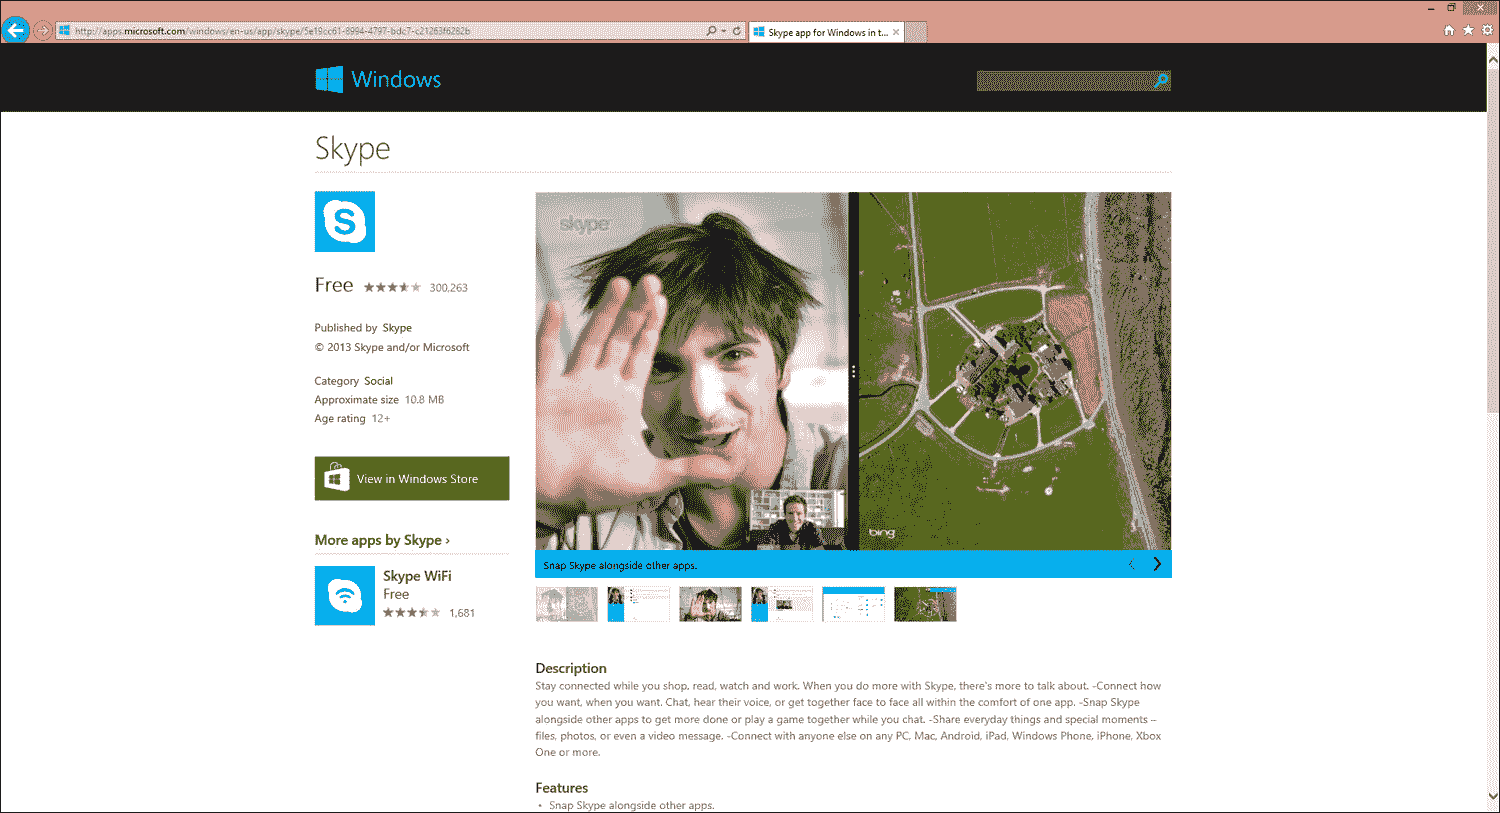 http://apps.microsoft.com/windows/en-us/app/skype/5e19cc61-8994-4797-bdc7-c21263f6282b
Skype app for Windows in t...
Windows
Skype
S
skype
Free 300,263
Published by Skype
© 2013 Skype and/or Microsoft
Category Social
Approximate size 10.8 MB
Age rating 12+
View in Windows Store
More apps by Skype ›
Skype WiFi
Free
1,681
bing
Snap Skype alongside other apps.
Description
Stay connected while you shop, read, watch and work. When you do more with Skype, there's more to talk about. -Connect how
you want, when you want. Chat, hear their voice, or get together face to face all within the comfort of one app. -Snap Skype
alongside other apps to get more done or play a game together while you chat. -Share everyday things and special moments –
files, photos, or even a video message. -Connect with anyone else on any PC, Mac, Android, iPad, Windows Phone, iPhone, Xbox
One or more.
Features
• Snap Skype alongside other apps.